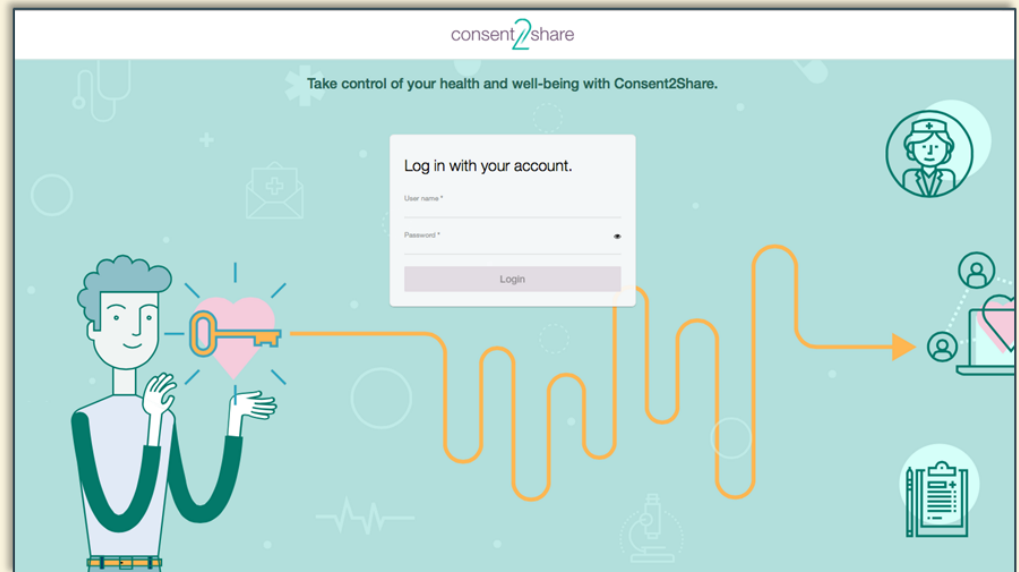 consent2share
Take control of your health and well-being with Consent2Share.
Log in with your account.
User name *
Password *
Login